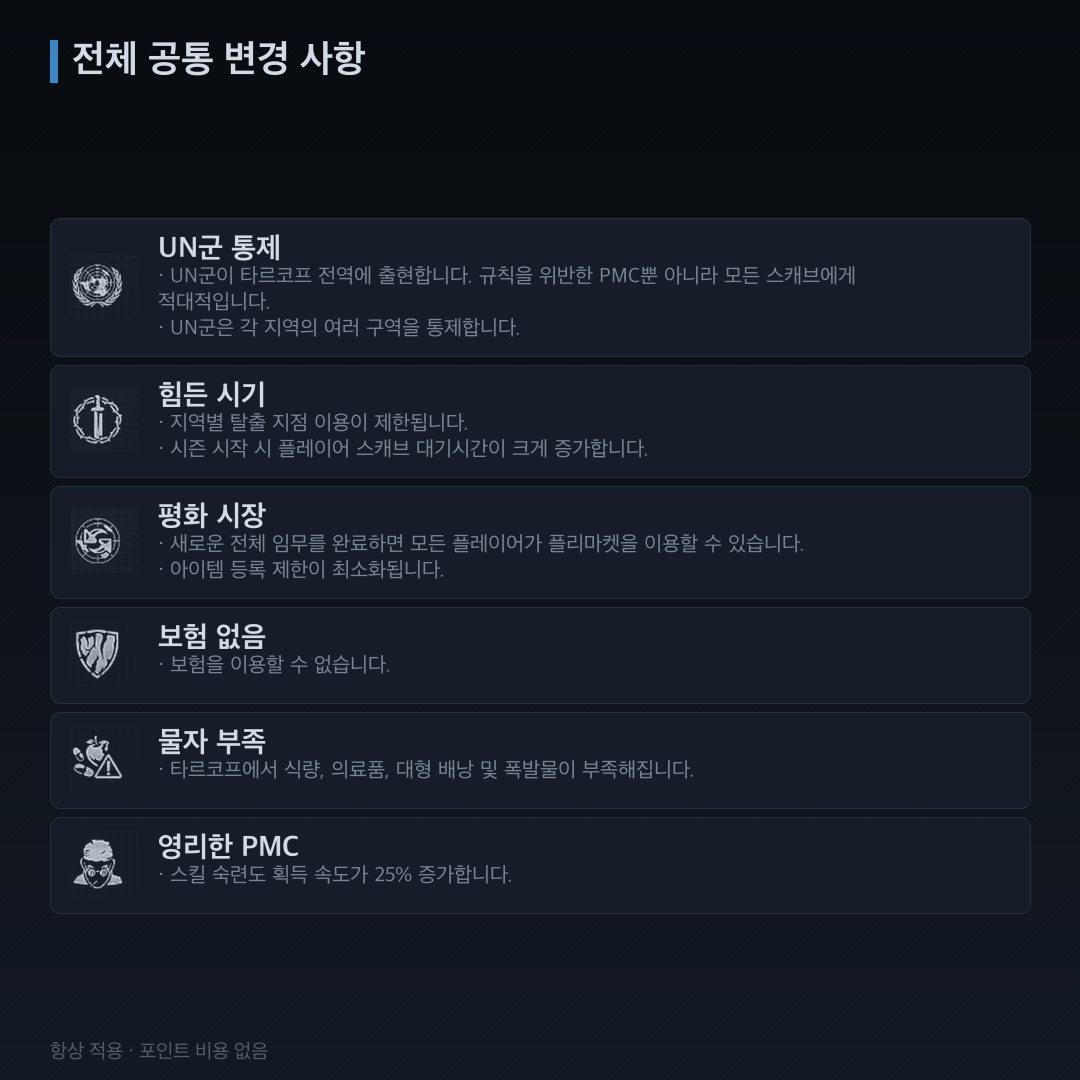 전체 공통 변경 사항
UN군 통제
· UN군이 타르코프 전역에 출현합니다. 규칙을 위반한 PMC뿐 아니라 모든 스캐브에게
적대적입니다.
· UN군은 각 지역의 여러 구역을 통제합니다.
힘든 시기
· 지역별 탈출 지점 이용이 제한됩니다.
· 시즌 시작 시 플레이어 스캐브 대기시간이 크게 증가합니다.
평화 시장
· 새로운 전체 임무를 완료하면 모든 플레이어가 플리마켓을 이용할 수 있습니다.
· 아이템 등록 제한이 최소화됩니다.
보험 없음
· 보험을 이용할 수 없습니다.
물자 부족
· 타르코프에서 식량, 의료품, 대형 배낭 및 폭발물이 부족해집니다.
영리한 PMC
· 스킬 숙련도 획득 속도가 25% 증가합니다.
항상 적용 · 포인트 비용 없음